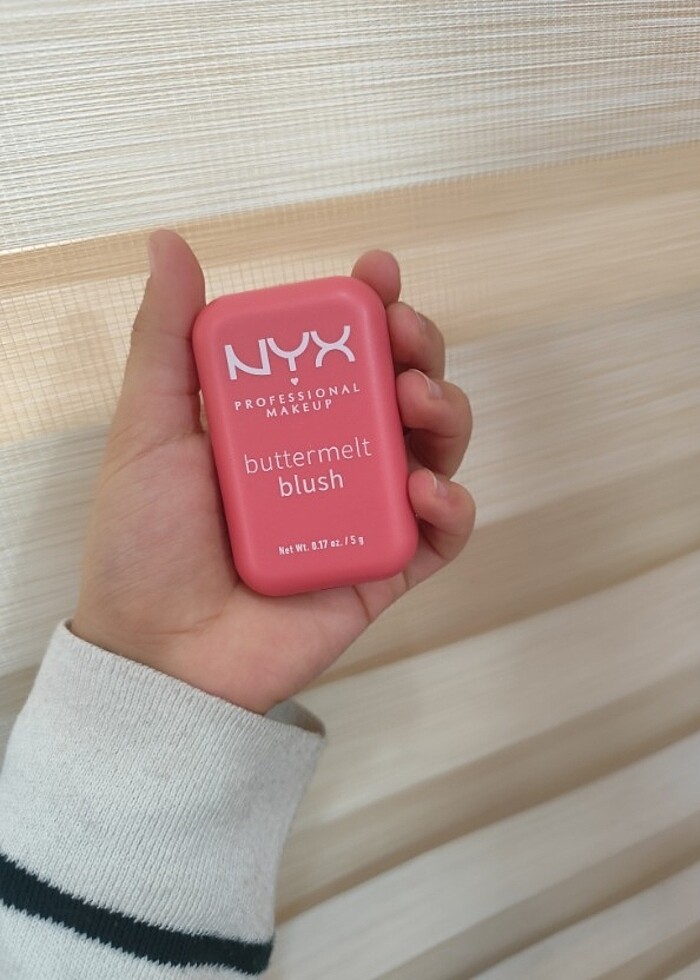 NYX
PROFESSIONAL
MAKEUP
buttermelt
blush
Net Wt. 0.17 oz. / 5 g